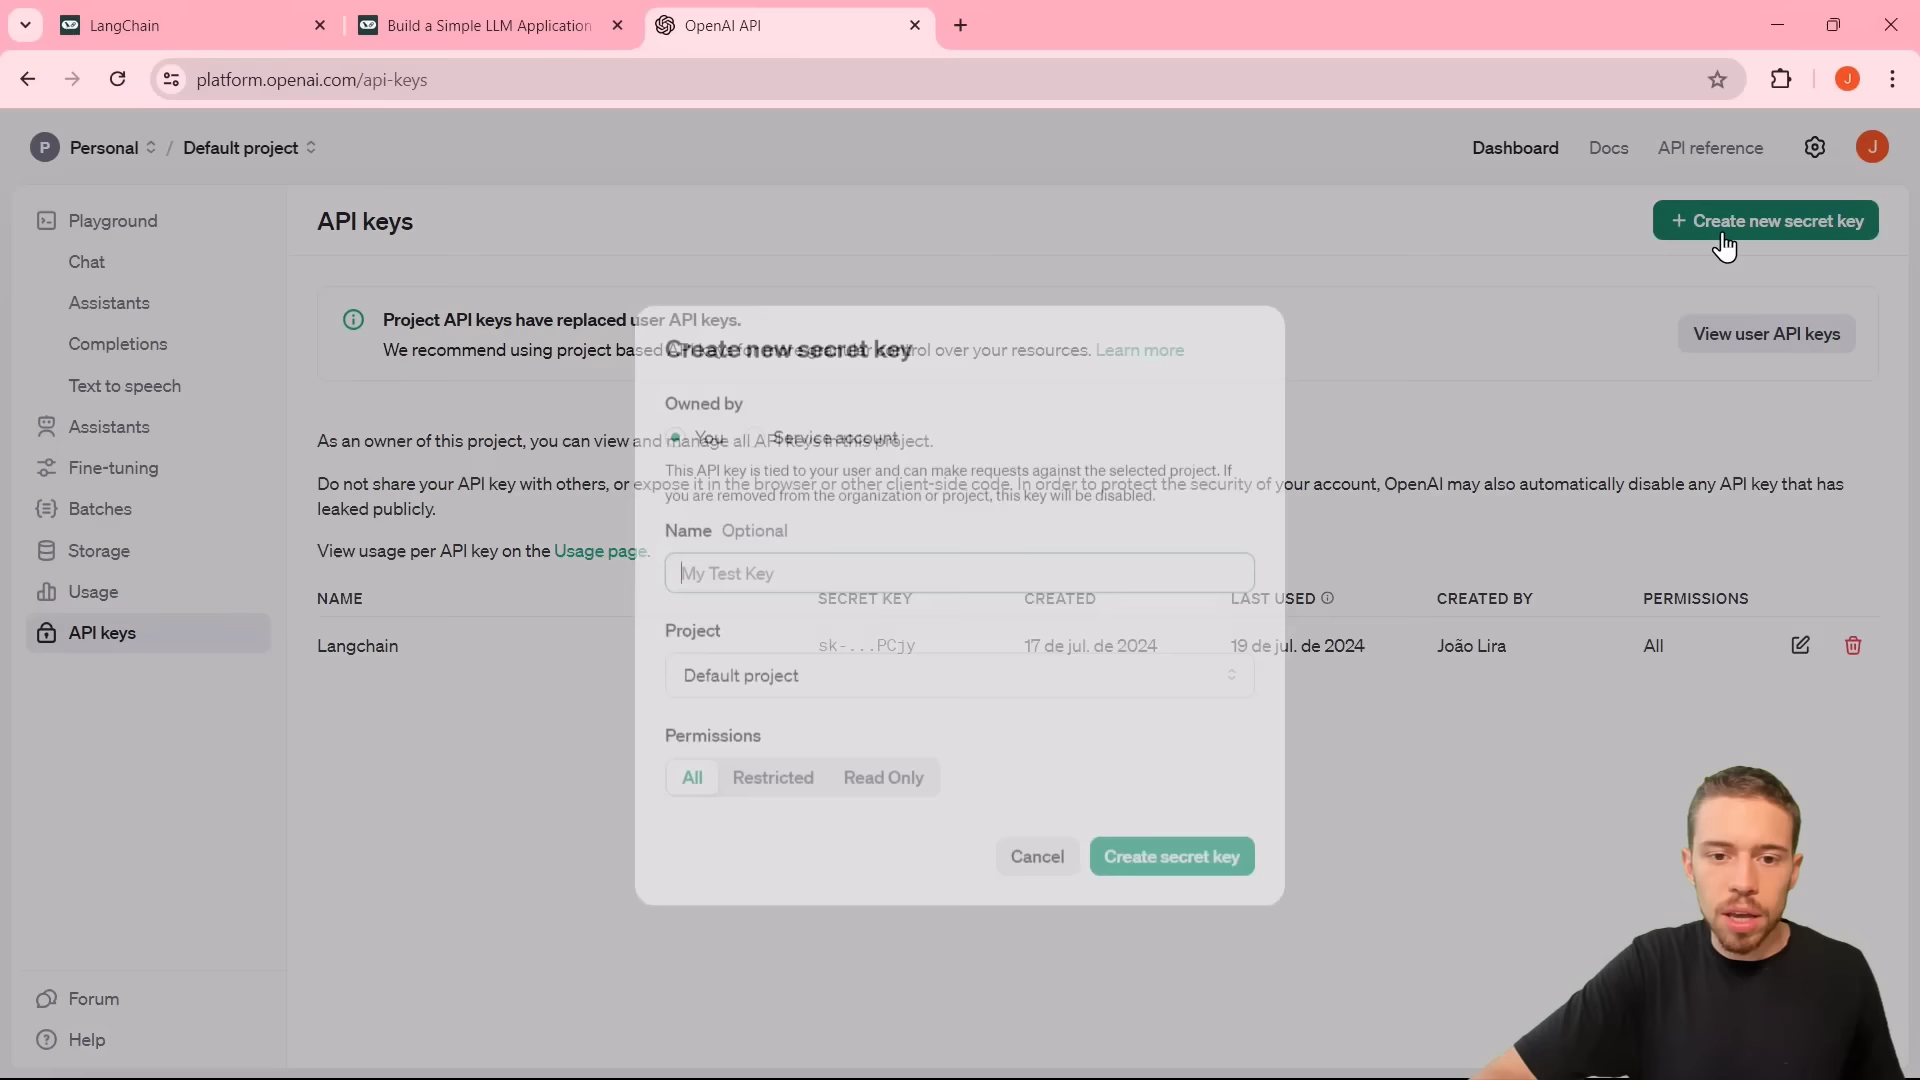 LangChain
Build a Simple LLM Application
OpenAI API
platform.openai.com/api-keys
J
P Personal / Default project
Dashboard
Docs
API reference
J
Playground
Chat
Assistants
Completions
Text to speech
Assistants
Fine-tuning
Batches
Storage
Usage
API keys
Forum
Help
API keys
+ Create new secret key
Project API keys have replaced user API keys.
We recommend using project based API keys for more granular control over your resources. Learn more
View user API keys
As an owner of this project, you can view and manage all API keys in this project.
Do not share your API key with others, or expose it in the browser or other client-side code. In order to protect the security of your account, OpenAI may also automatically disable any API key that has
leaked publicly.
View usage per API key on the Usage page.
NAME SECRET KEY CREATED LAST USED CREATED BY PERMISSIONS
Langchain sk-...PCjy 17 de jul. de 2024 19 de jul. de 2024 João Lira All
Create new secret key
Owned by
You Service account
This API key is tied to your user and can make requests against the selected project. If
you are removed from the organization or project, this key will be disabled.
Name Optional
My Test Key
Project
Default project
Permissions
All Restricted Read Only
Cancel
Create secret key